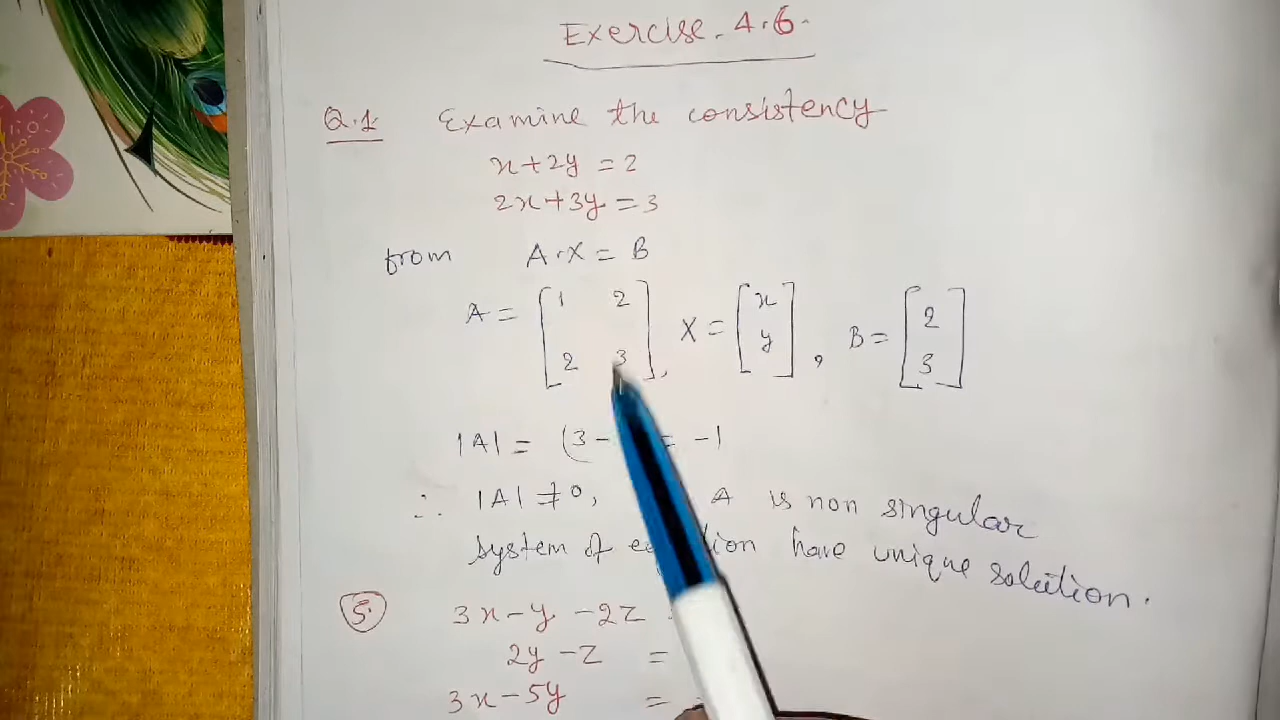 Exercise. 4.6.
Q.1. Examine the consistency
x+2y = 2
2x+3y = 3
from A.X = B
A = [1 2 2 3], X = [x y], B = [2 3]
|A| = (3 - = -1
∴ |A| ≠ 0, A is non singular
system of have unique solution.
5. 3x-y -2z
2y -z =
3x-5y =